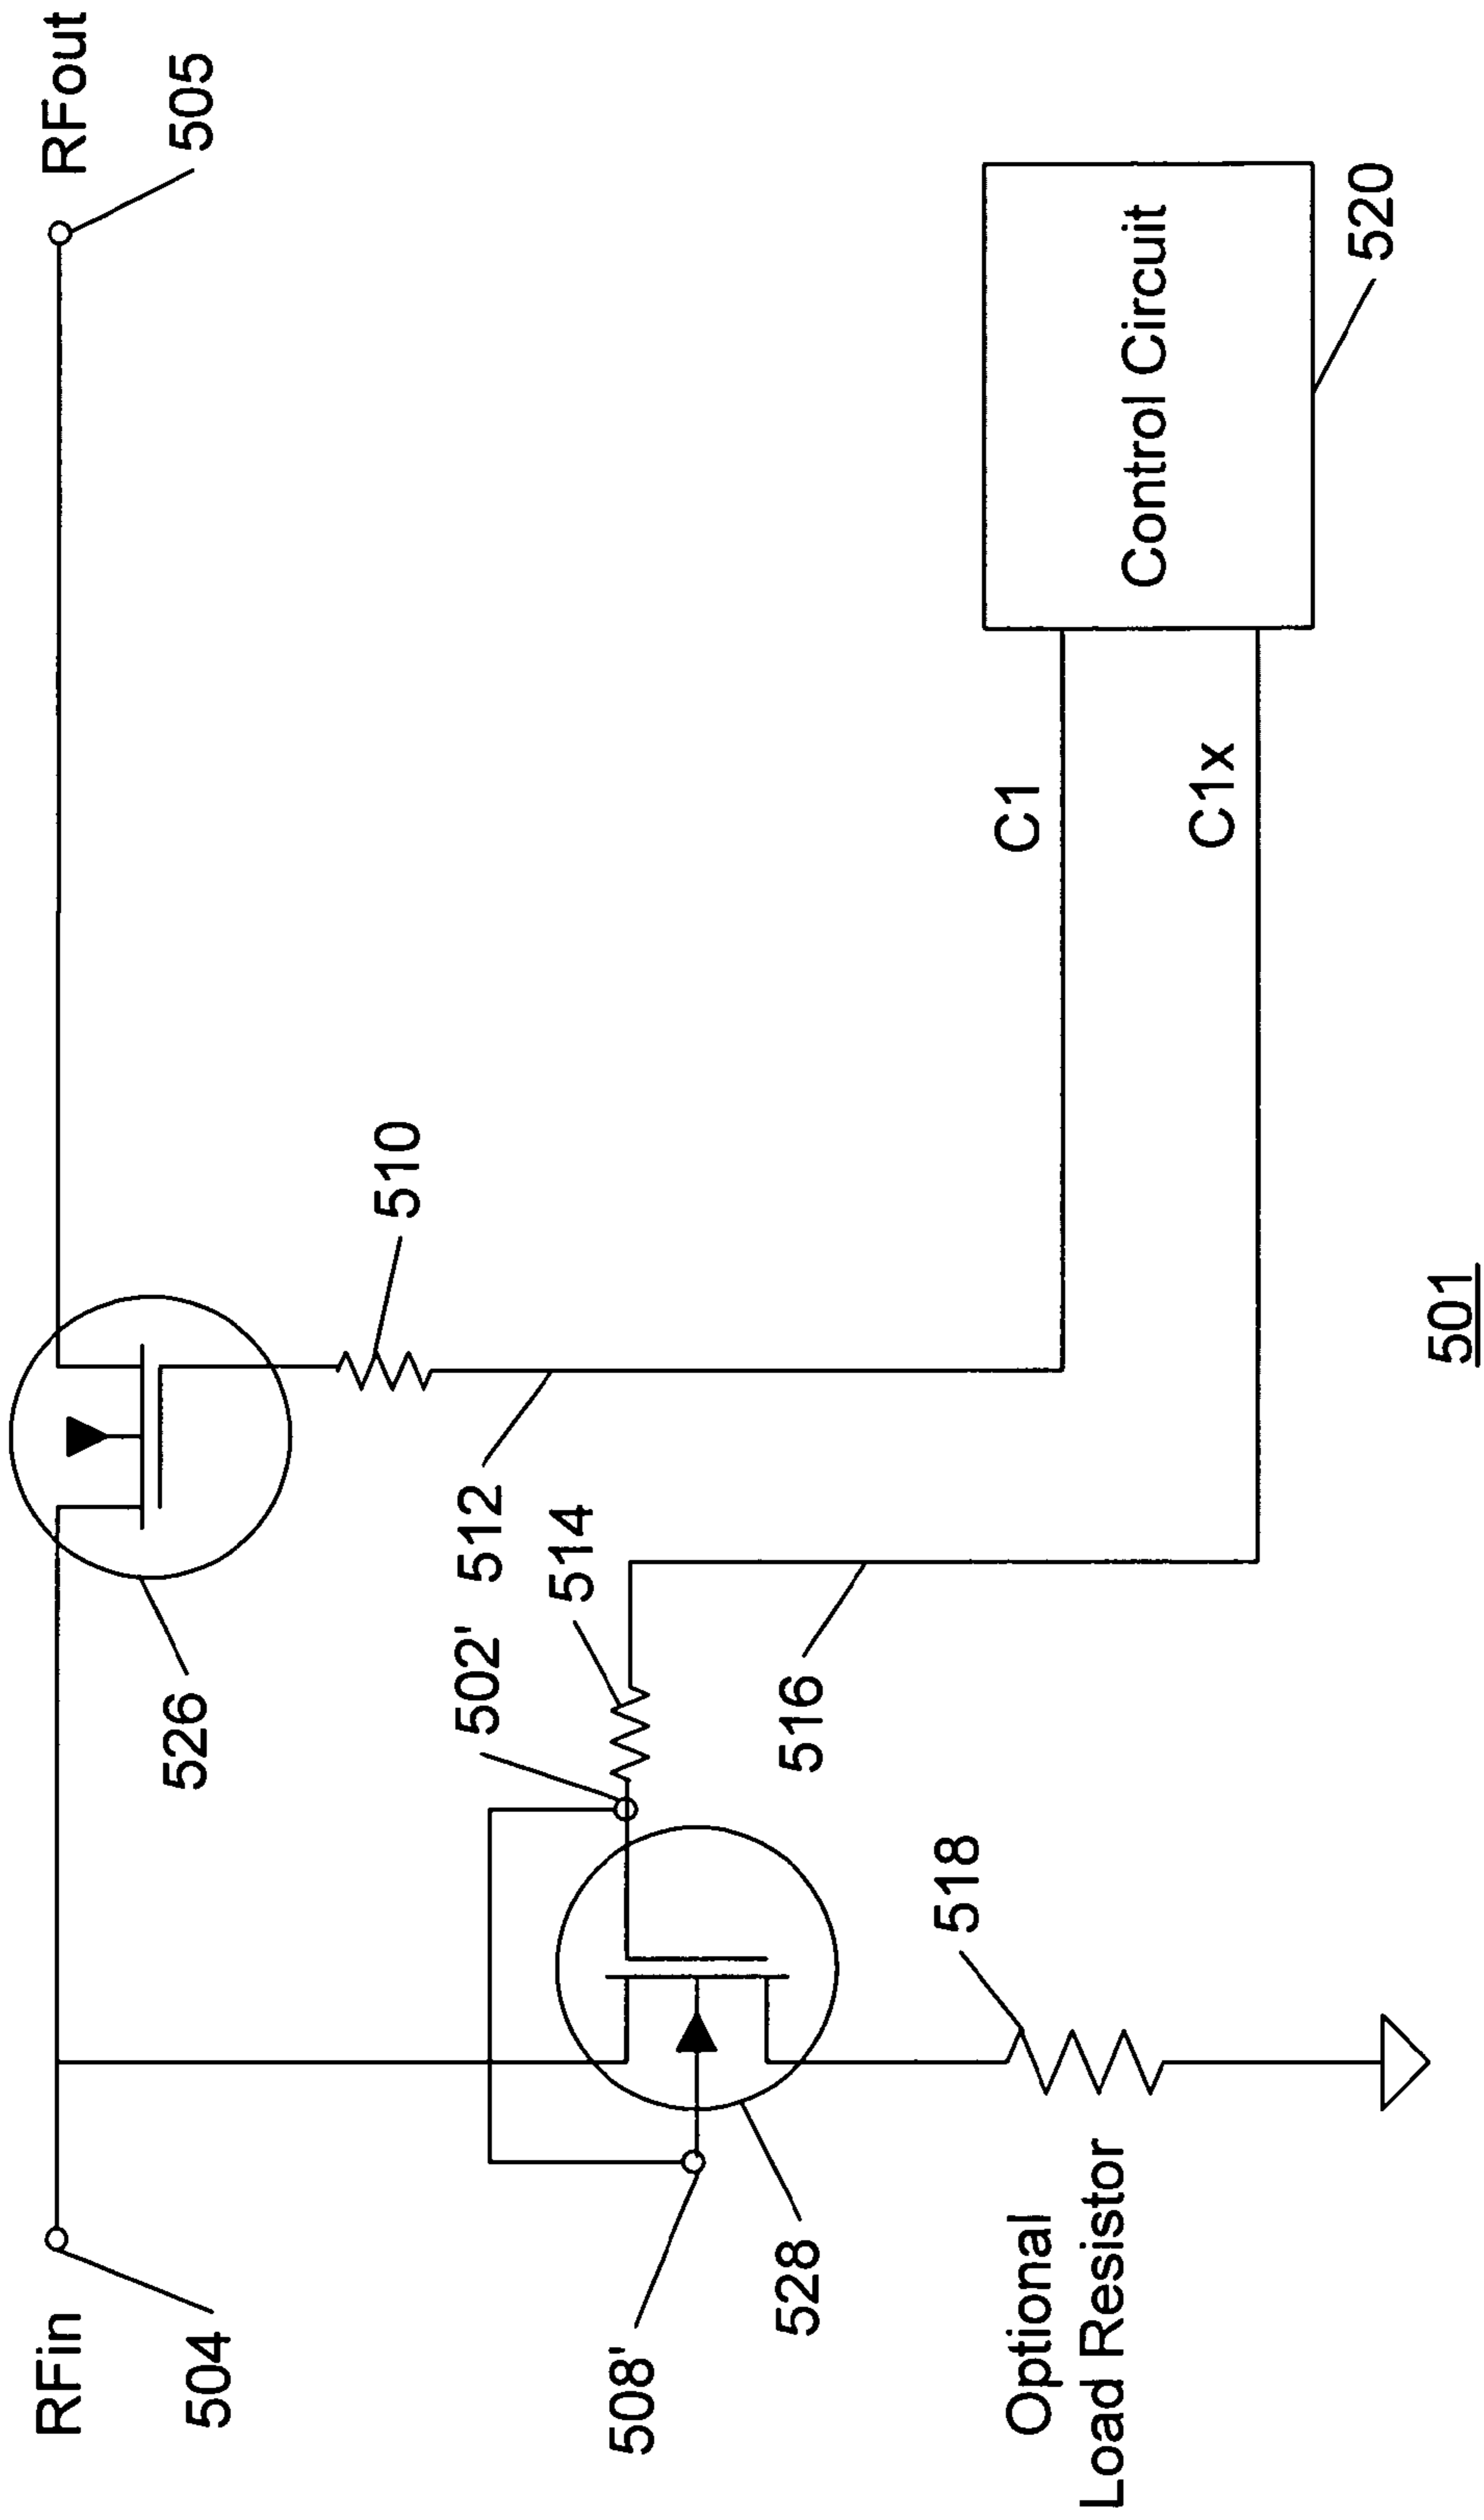 RFin
RFout
504
526
505
510
502'
512
514
508'
528
516
518
C1
C1x
Control Circuit
520
Optional
Load Resistor
501